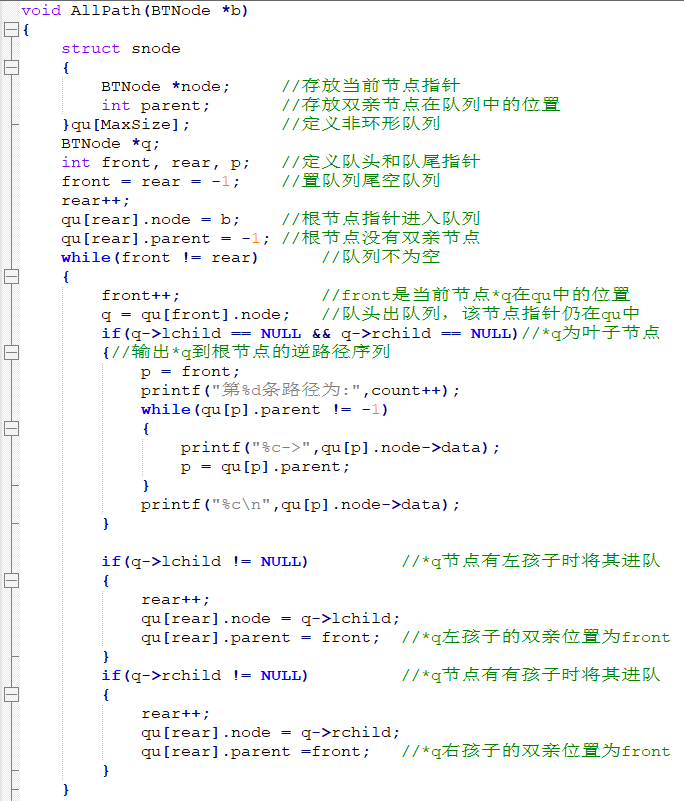 void AllPath(BTNode *b)
{
    struct snode
    {
        BTNode *node;     //存放当前节点指针
        int parent;       //存放双亲节点在队列中的位置
    }qu[MaxSize];         //定义非环形队列
    BTNode *q;
    int front, rear, p;   //定义队头和队尾指针
    front = rear = -1;    //置队列尾空队列
    rear++;
    qu[rear].node = b;    //根节点指针进入队列
    qu[rear].parent = -1; //根节点没有双亲节点
    while(front != rear)      //队列不为空
    {
        front++;              //front是当前节点*q在qu中的位置
        q = qu[front].node;   //队头出队列，该节点指针仍在qu中
        if(q->lchild == NULL && q->rchild == NULL)//*q为叶子节点
        {//输出*q到根节点的逆路径序列
            p = front;
            printf("第%d条路径为:",count++);
            while(qu[p].parent != -1)
            {
                printf("%c->",qu[p].node->data);
                p = qu[p].parent;
            }
            printf("%c\n",qu[p].node->data);
        }

        if(q->lchild != NULL)         //*q节点有左孩子时将其进队
        {
            rear++;
            qu[rear].node = q->lchild;
            qu[rear].parent = front;  //*q左孩子的双亲位置为front
        }
        if(q->rchild != NULL)         //*q节点有有孩子时将其进队
        {
            rear++;
            qu[rear].node = q->rchild;
            qu[rear].parent =front;   //*q右孩子的双亲位置为front
        }
    }